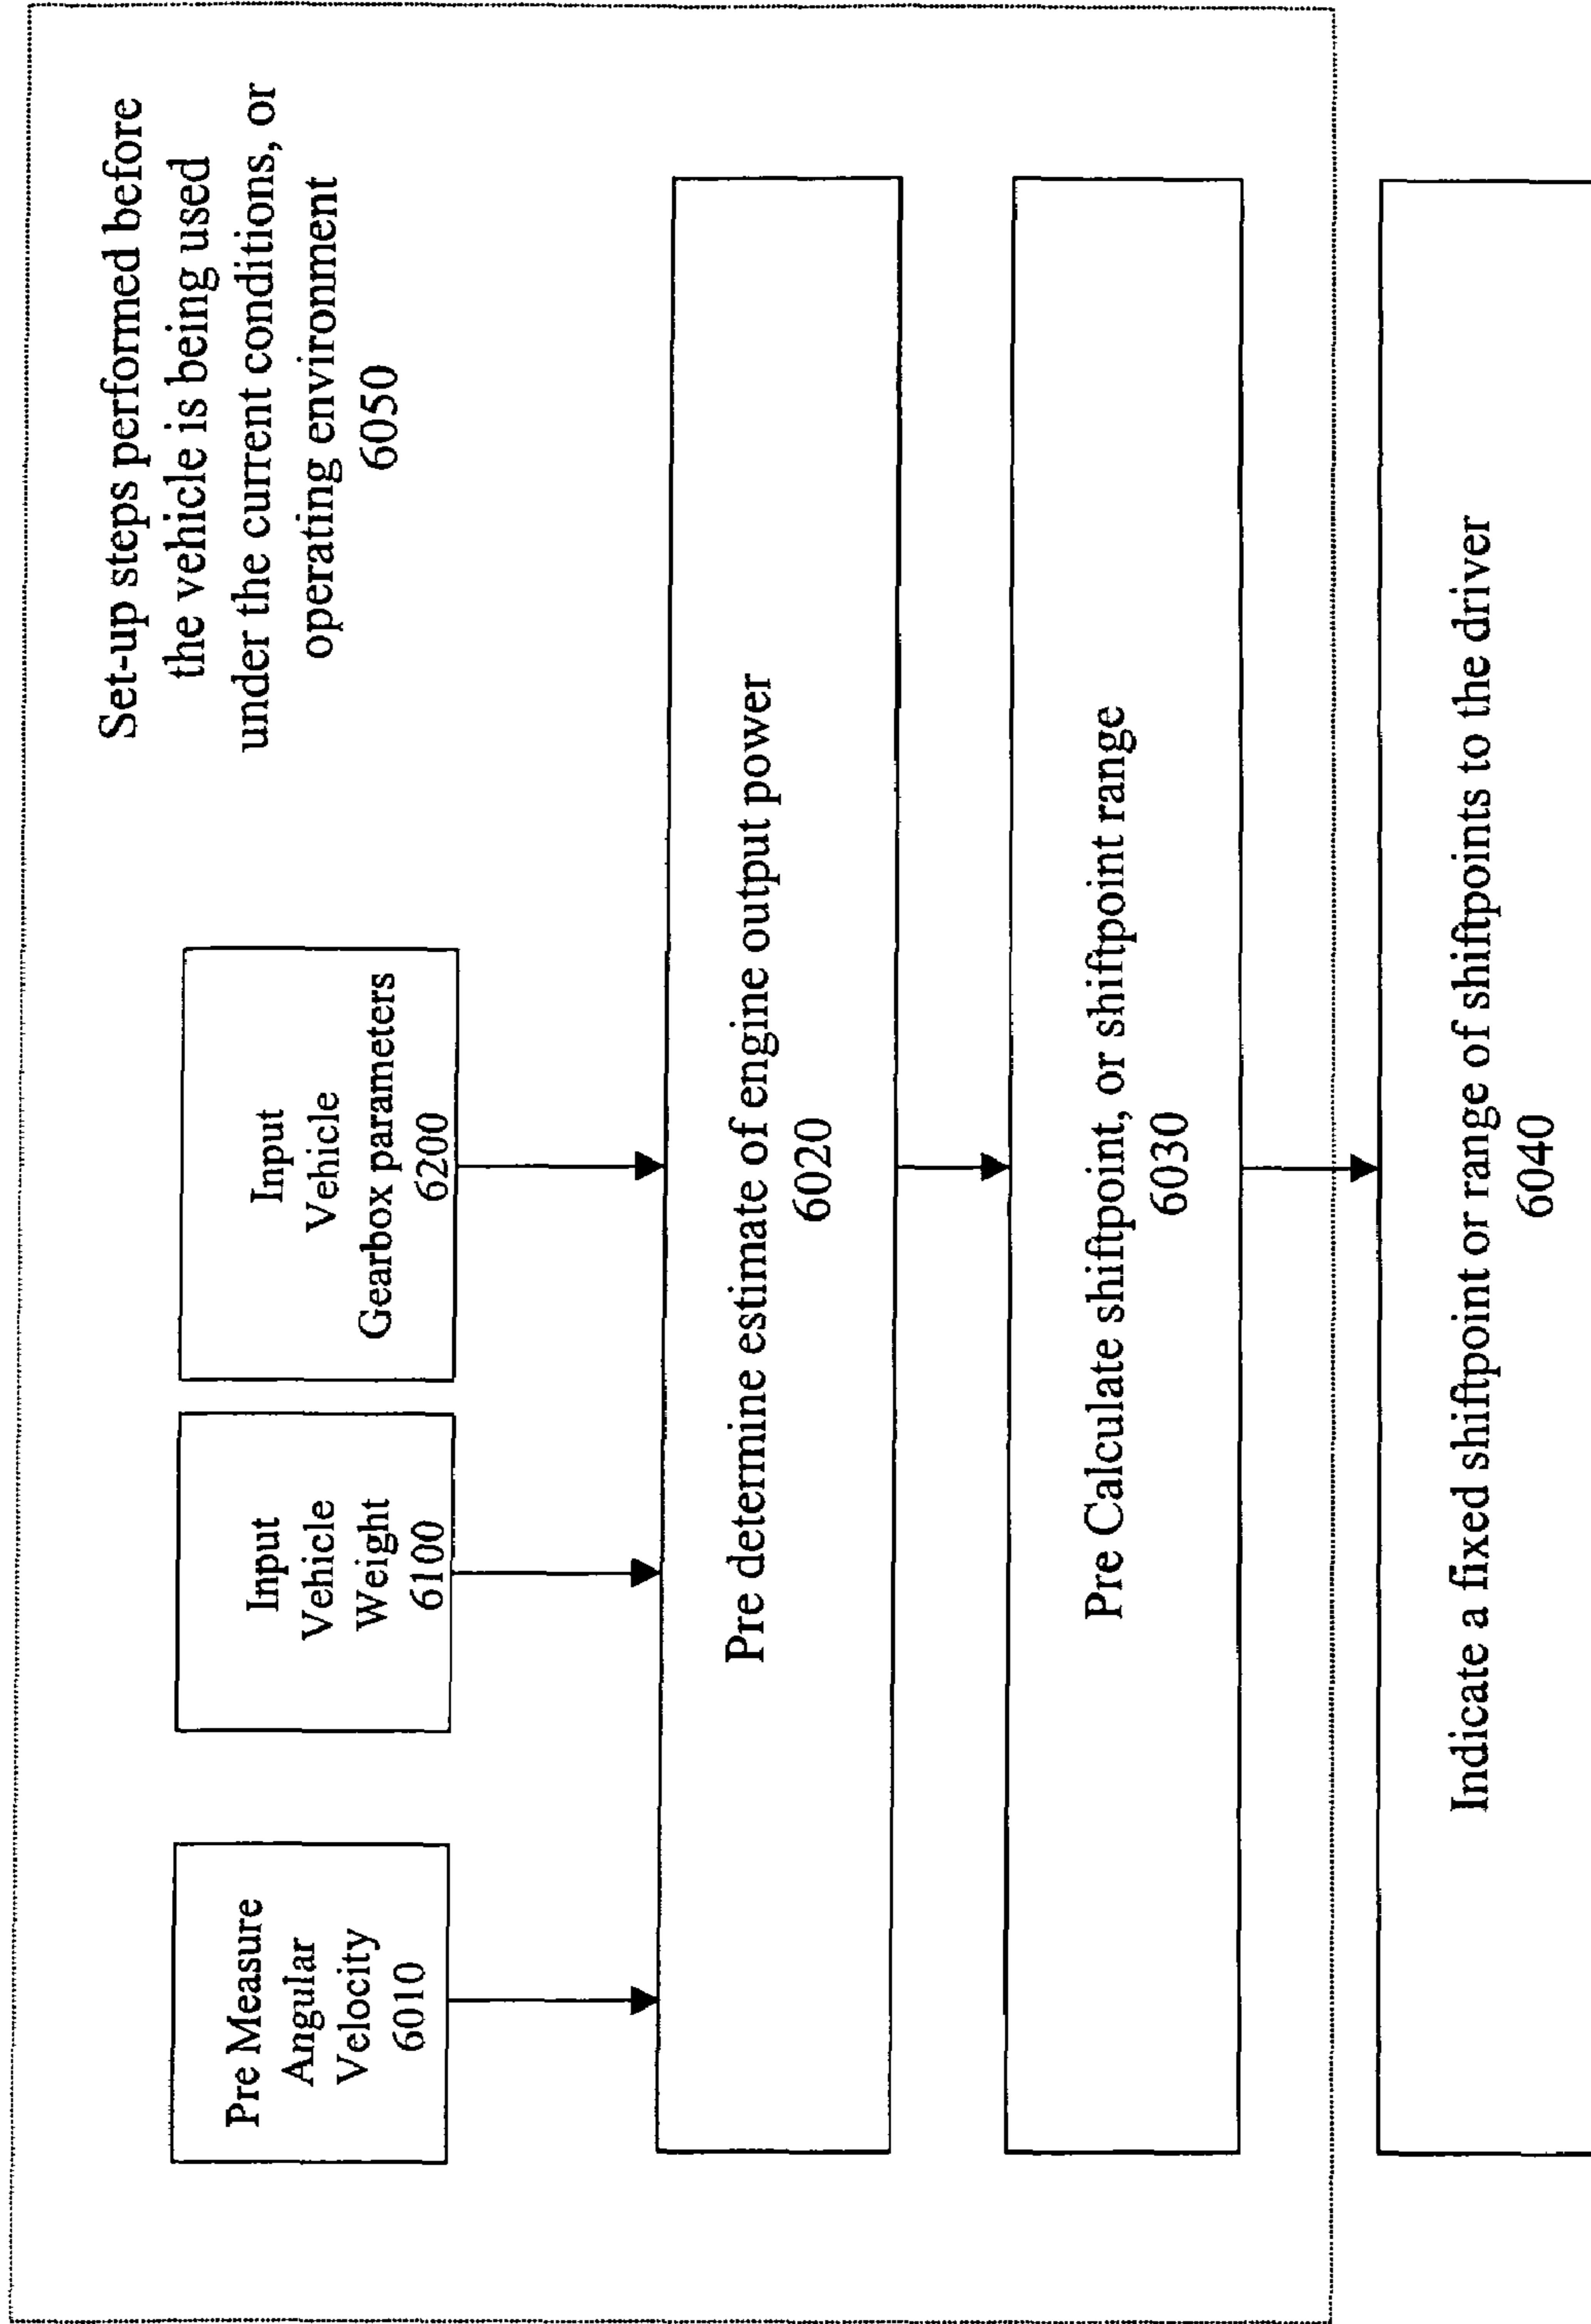 Set-up steps performed before
the vehicle is being used
under the current conditions, or
operating environment
6050
Pre Measure
Angular
Velocity
6010
Input
Vehicle
Weight
6100
Input
Vehicle
Gearbox parameters
6200
Pre determine estimate of engine output power
6020
Pre Calculate shiftpoint, or shiftpoint range
6030
Indicate a fixed shiftpoint or range of shiftpoints to the driver
6040